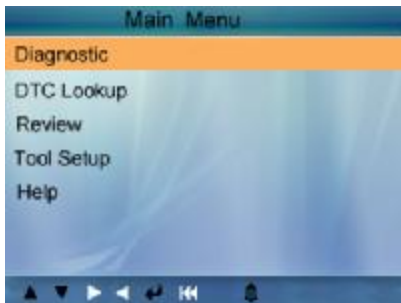 Main Menu
Diagnostic
DTC Lookup
Review
Tool Setup
Help